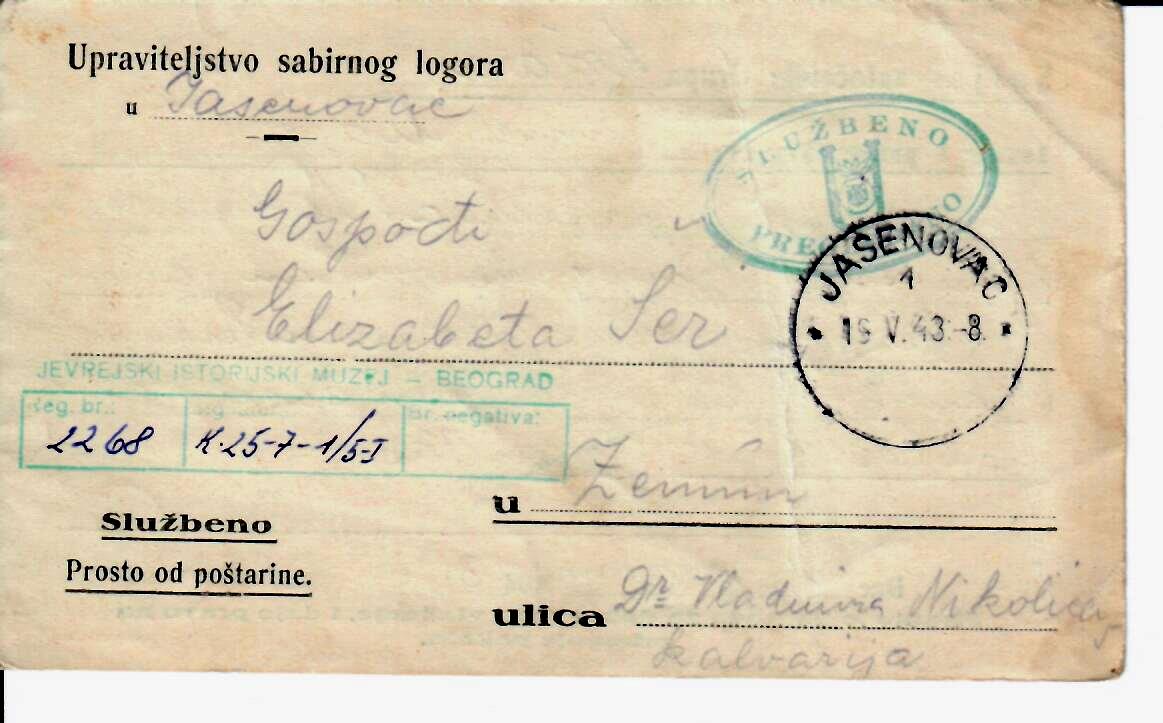 Upraviteljstvo sabirnog logora
u Jasenovac
SLUŽBENO
Gospođi
Elizabeta Ser
JASENOVAC
1
19 V. 43.-8.
JEVREJSKI ISTORIJSKI MUZEJ – BEOGRAD
Reg. br.: Br. negativa:
2268 K.25-7-1/5-I
u Zemun
Službeno
Prosto od poštarine.
ulica Dr Vladimira Nikolića 5
kalvarija